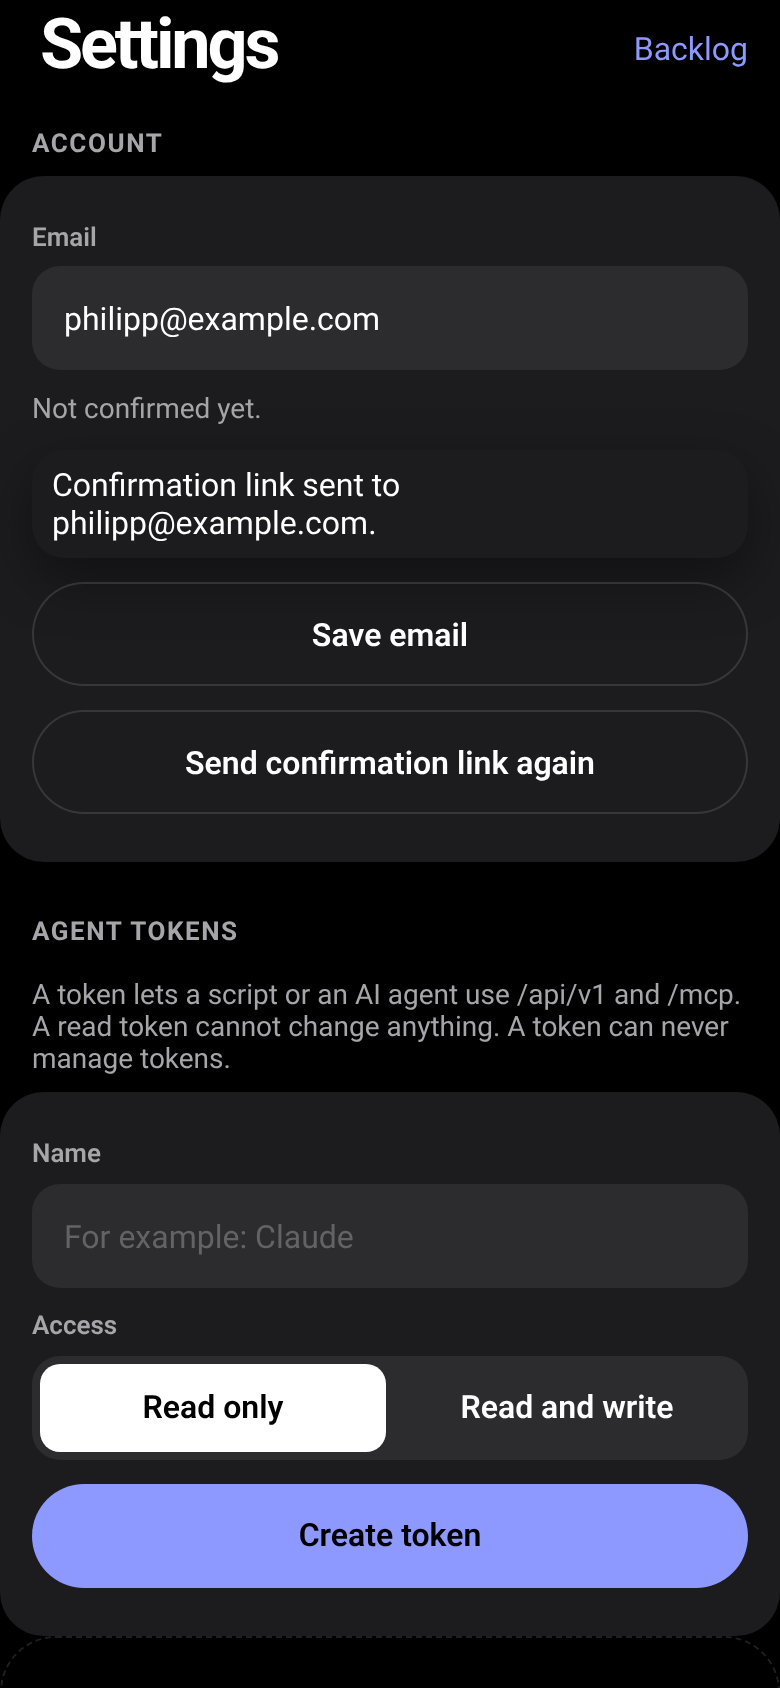 Settings
Backlog
ACCOUNT
Email
philipp@example.com
Not confirmed yet.
Confirmation link sent to
philipp@example.com.
Save email
Send confirmation link again
AGENT TOKENS
A token lets a script or an AI agent use /api/v1 and /mcp.
A read token cannot change anything. A token can never
manage tokens.
Name
For example: Claude
Access
Read only
Read and write
Create token